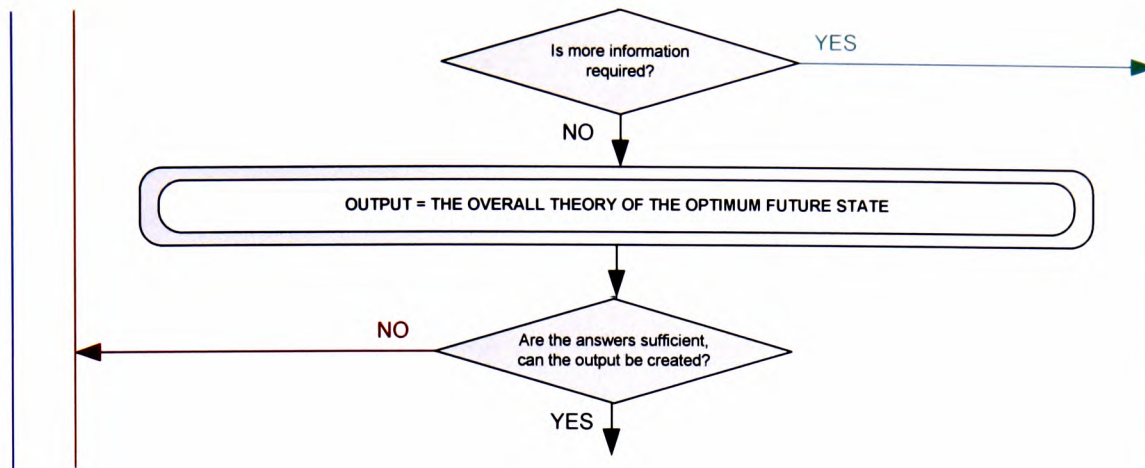 Is more information
required?
YES
NO
OUTPUT = THE OVERALL THEORY OF THE OPTIMUM FUTURE STATE
NO
Are the answers sufficient,
can the output be created?
YES